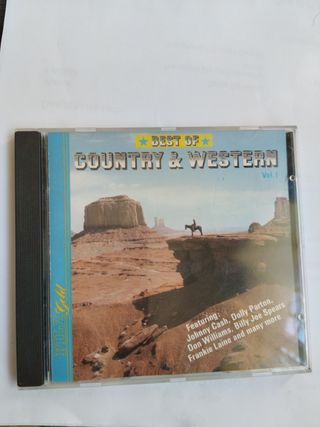 BEST OF
COUNTRY & WESTERN
Vol. 1
Featuring:
Johnny Cash, Dolly Parton,
Don Williams, Billy Joe Spears
Frankie Laine and many more
Gold